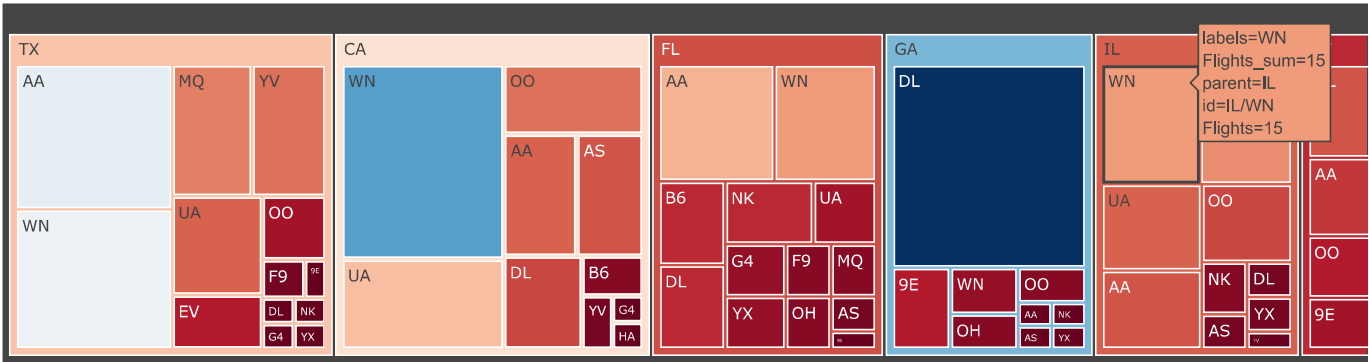 TX
AA
MQ
YV
WN
UA
OO
F9
9E
EV
DL
NK
G4
YX
CA
WN
OO
AA
AS
UA
DL
B6
YV
G4
HA
FL
AA
WN
B6
NK
UA
G4
F9
MQ
DL
YX
OH
AS
9E
GA
DL
9E
WN
OO
OH
AA
NK
AS
YX
IL
WN
labels=WN
Flights_sum=15
parent=IL
id=IL/WN
Flights=15
UA
OO
AA
NK
DL
YX
AS
YV
AA
OO
9E